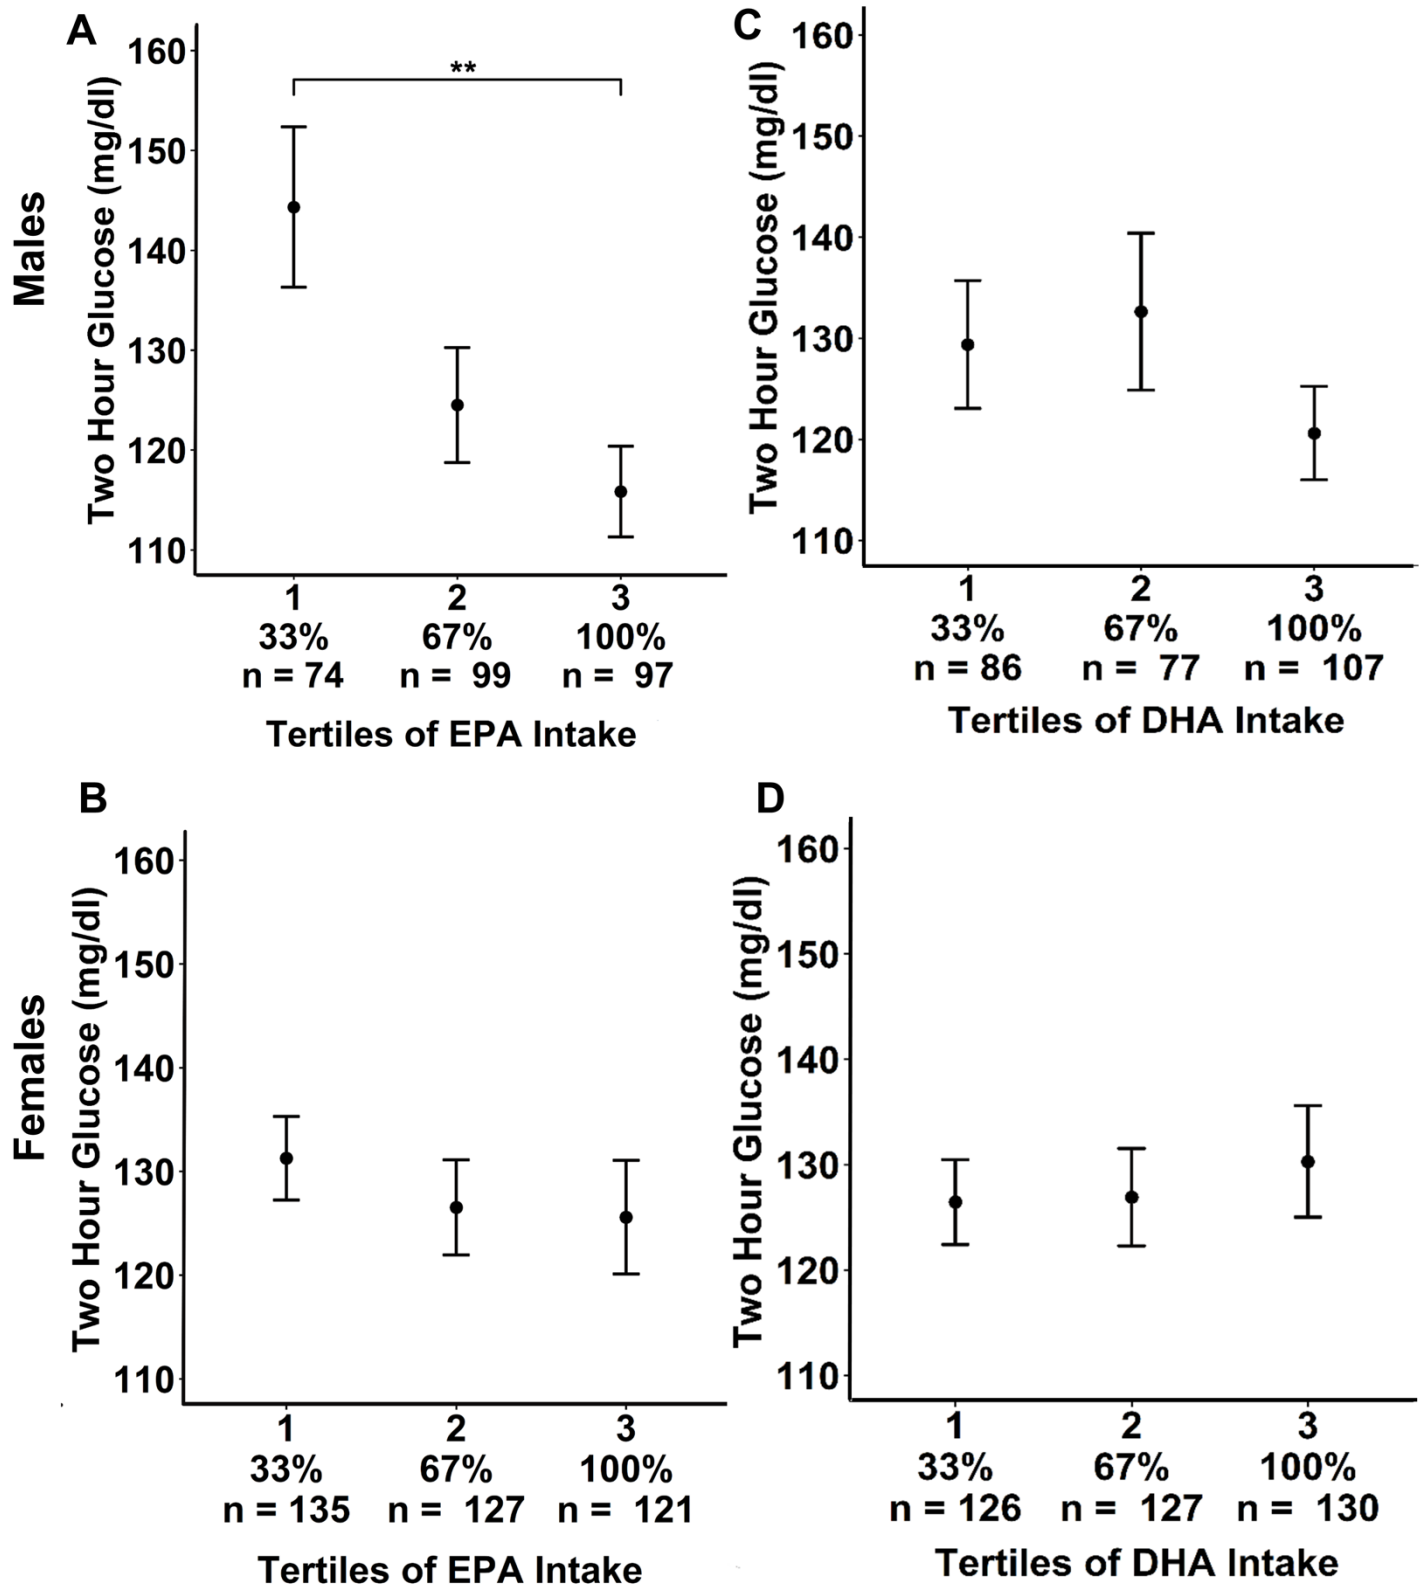 A
Males
Two Hour Glucose (mg/dl)
160
150
140
130
120
110
**
1 2 3
33% 67% 100%
n = 74 n = 99 n = 97
Tertiles of EPA Intake
C
Two Hour Glucose (mg/dl)
160
150
140
130
120
110
1 2 3
33% 67% 100%
n = 86 n = 77 n = 107
Tertiles of DHA Intake
B
Females
Two Hour Glucose (mg/dl)
160
150
140
130
120
110
1 2 3
33% 67% 100%
n = 135 n = 127 n = 121
Tertiles of EPA Intake
D
Two Hour Glucose (mg/dl)
160
150
140
130
120
110
1 2 3
33% 67% 100%
n = 126 n = 127 n = 130
Tertiles of DHA Intake